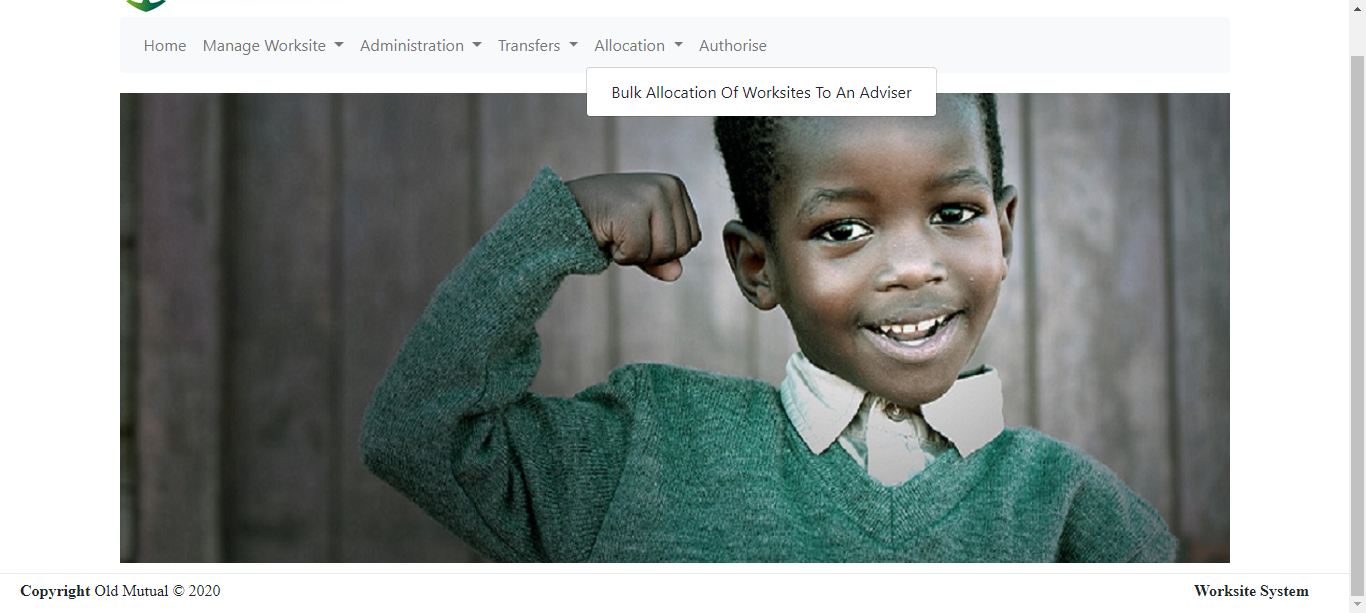 Home Manage Worksite Administration Transfers Allocation Authorise
Bulk Allocation Of Worksites To An Adviser
Copyright Old Mutual © 2020 Worksite System